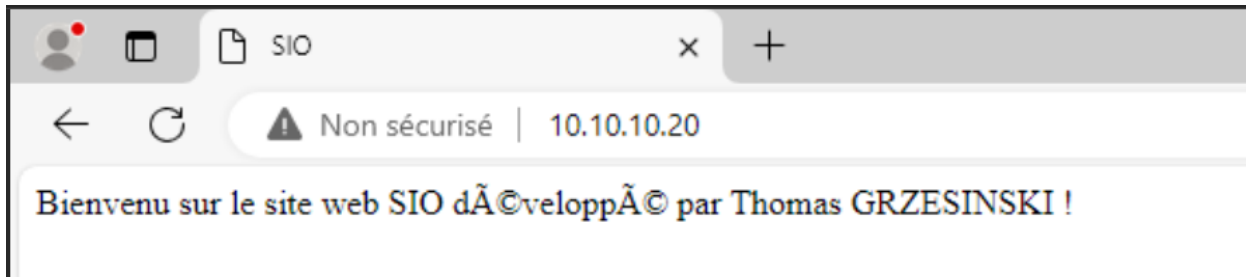 SIO
Non sécurisé | 10.10.10.20
Bienvenu sur le site web SIO dÃ©veloppÃ© par Thomas GRZESINSKI !